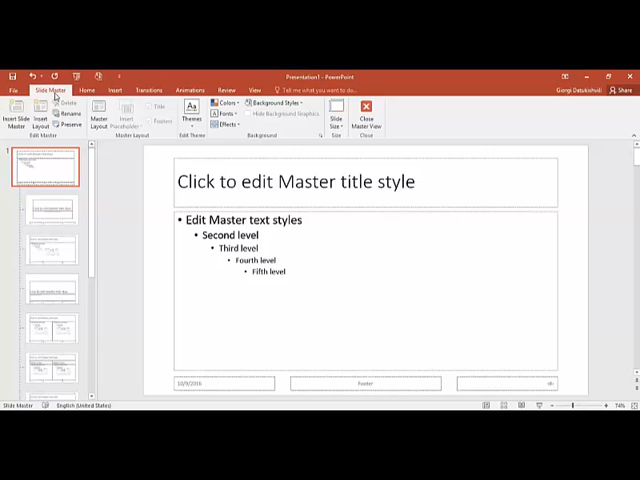 Presentation1 - PowerPoint
File Slide Master Home Insert Transitions Animations Review View Tell me what you want to do... Giorgi Datukishvili Share
Insert Slide Master
Insert Layout
Delete
Rename
Preserve
Master Layout
Insert Placeholder
Title
Footers
Themes
Colors
Fonts
Effects
Background Styles
Hide Background Graphics
Slide Size
Close Master View
Edit Master Master Layout Edit Theme Background Size Close
1
Click to edit Master title style
• Edit Master text styles
• Second level
• Third level
• Fourth level
• Fifth level
10/9/2016 Footer ‹#›
Slide Master English (United States) 74%